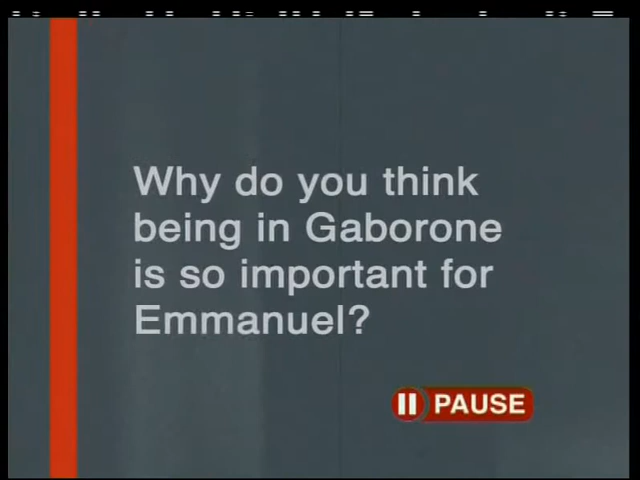 Why do you think
being in Gaborone
is so important for
Emmanuel?
PAUSE